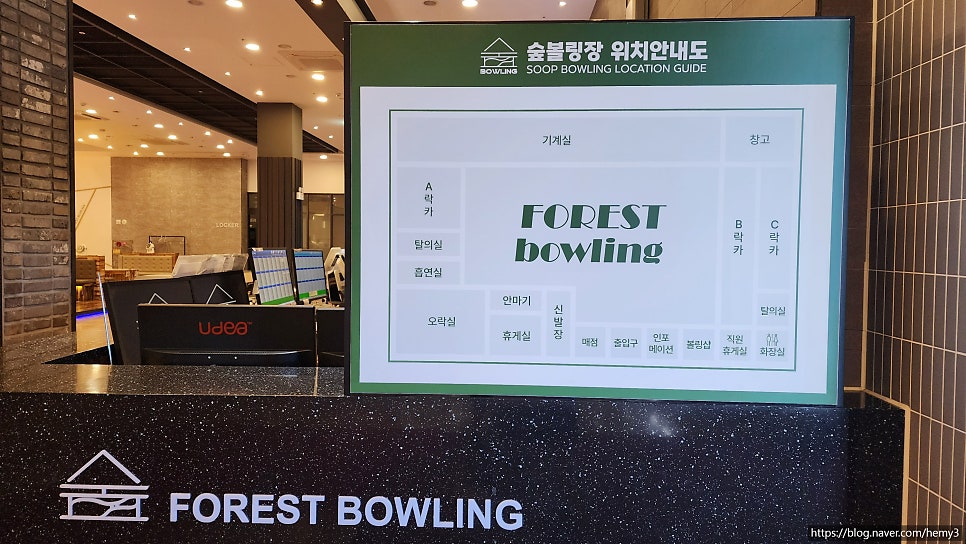 BOWLING
숲볼링장 위치안내도
SOOP BOWLING LOCATION GUIDE
기계실
창고
A
락
카
탈의실
흡연실
FOREST
bowling
B
락
카
C
락
카
탈의실
오락실
안마기
휴게실
신
발
장
매점
출입구
인포
메이션
볼링샵
직원
휴게실
화장실
LOCKER
udea
FOREST BOWLING
https://blog.naver.com/hemy3